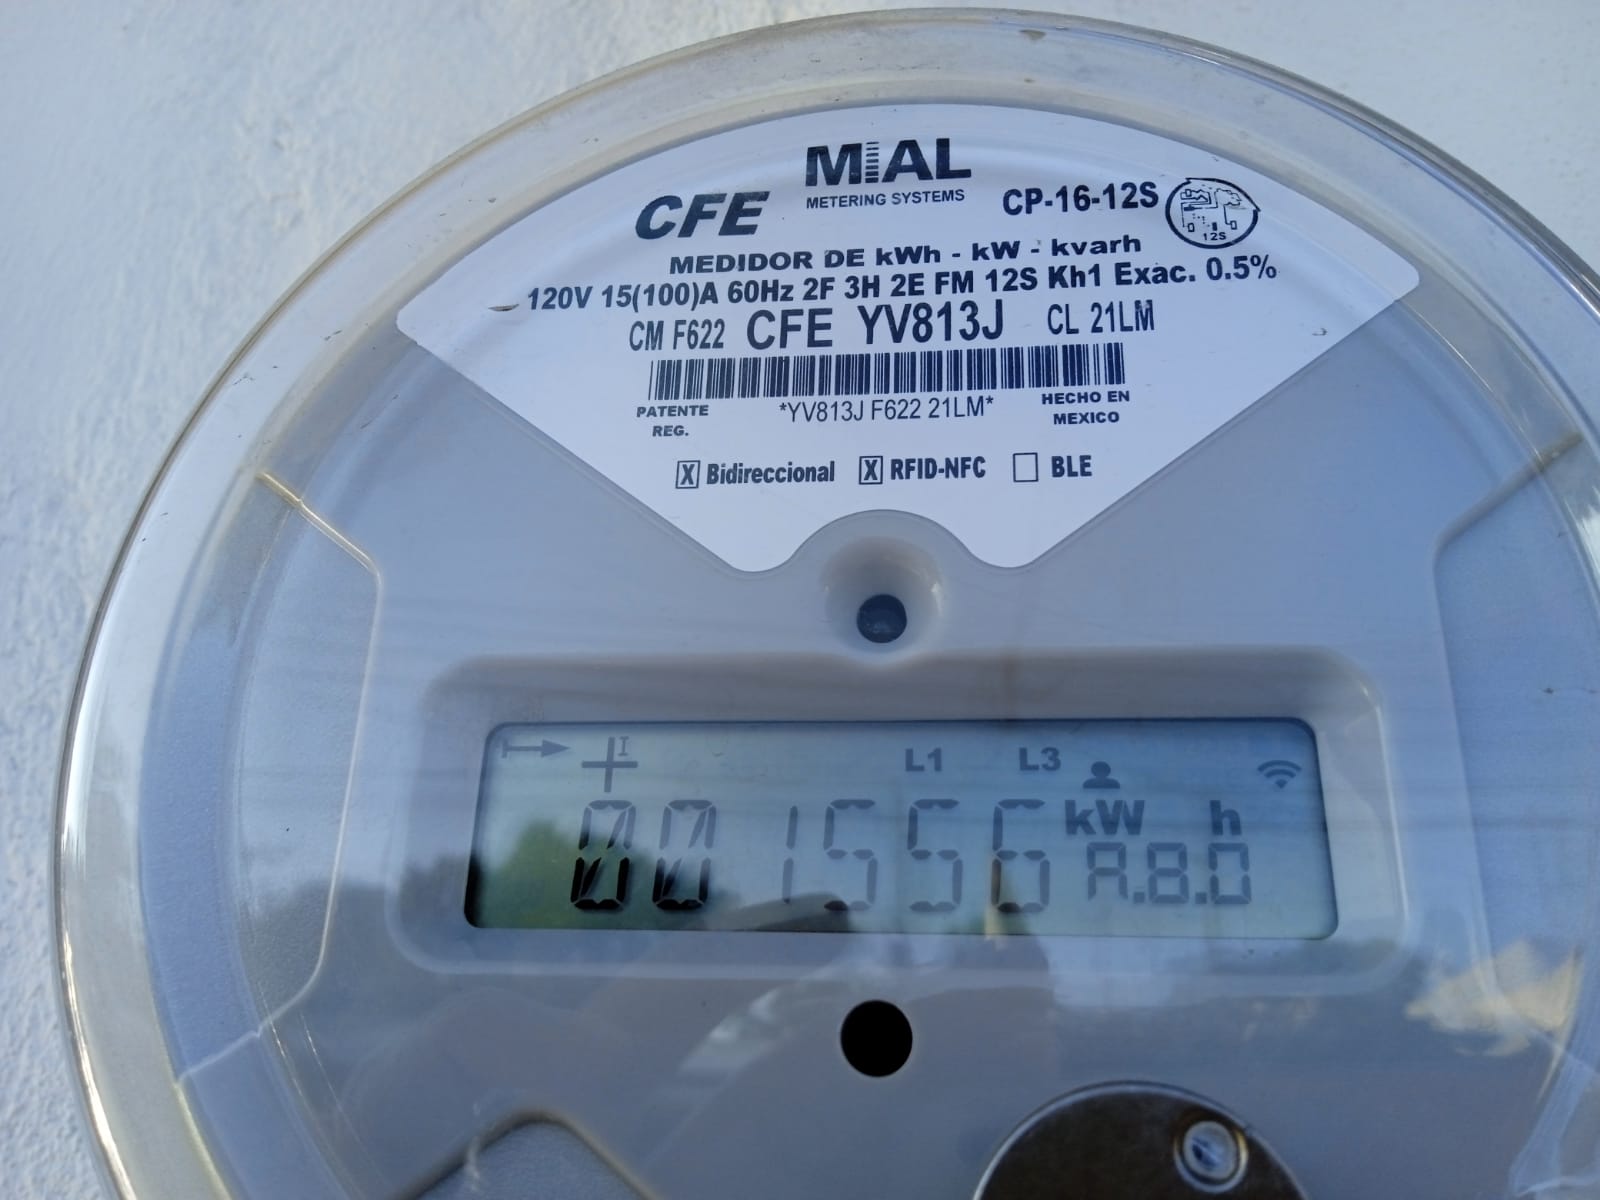 MIAL
METERING SYSTEMS
CFE
CP-16-12S
12S
MEDIDOR DE kWh - kW - kvarh
120V 15(100)A 60Hz 2F 3H 2E FM 12S Kh1 Exac. 0.5%
CM F622 CFE YV813J CL 21LM
*YV813J F622 21LM*
PATENTE
REG.
HECHO EN
MEXICO
X Bidireccional X RFID-NFC BLE
L1 L3
001556 kW h
A.8.0